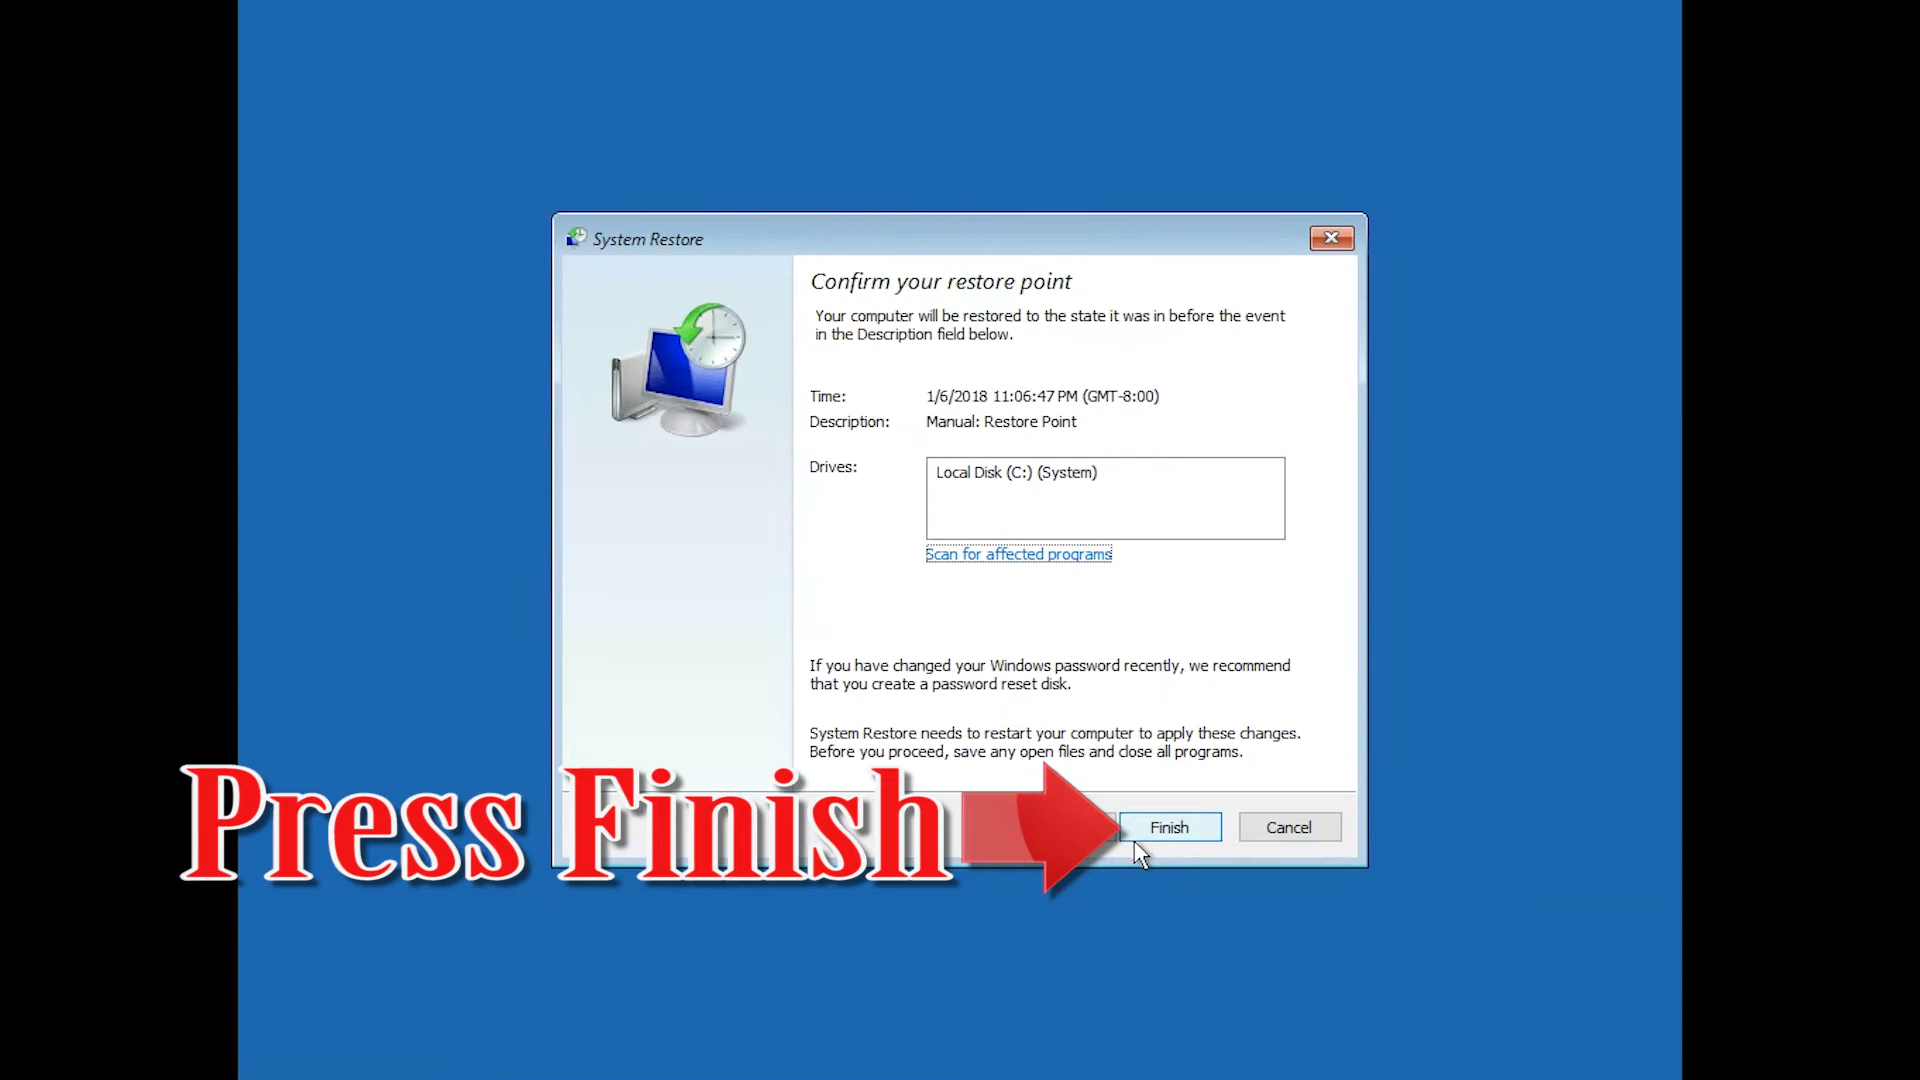 System Restore
Confirm your restore point
Your computer will be restored to the state it was in before the event
in the Description field below.
Time: 1/6/2018 11:06:47 PM (GMT-8:00)
Description: Manual: Restore Point
Drives: Local Disk (C:) (System)
Scan for affected programs
If you have changed your Windows password recently, we recommend
that you create a password reset disk.
System Restore needs to restart your computer to apply these changes.
Before you proceed, save any open files and close all programs.
Press Finish
Finish Cancel